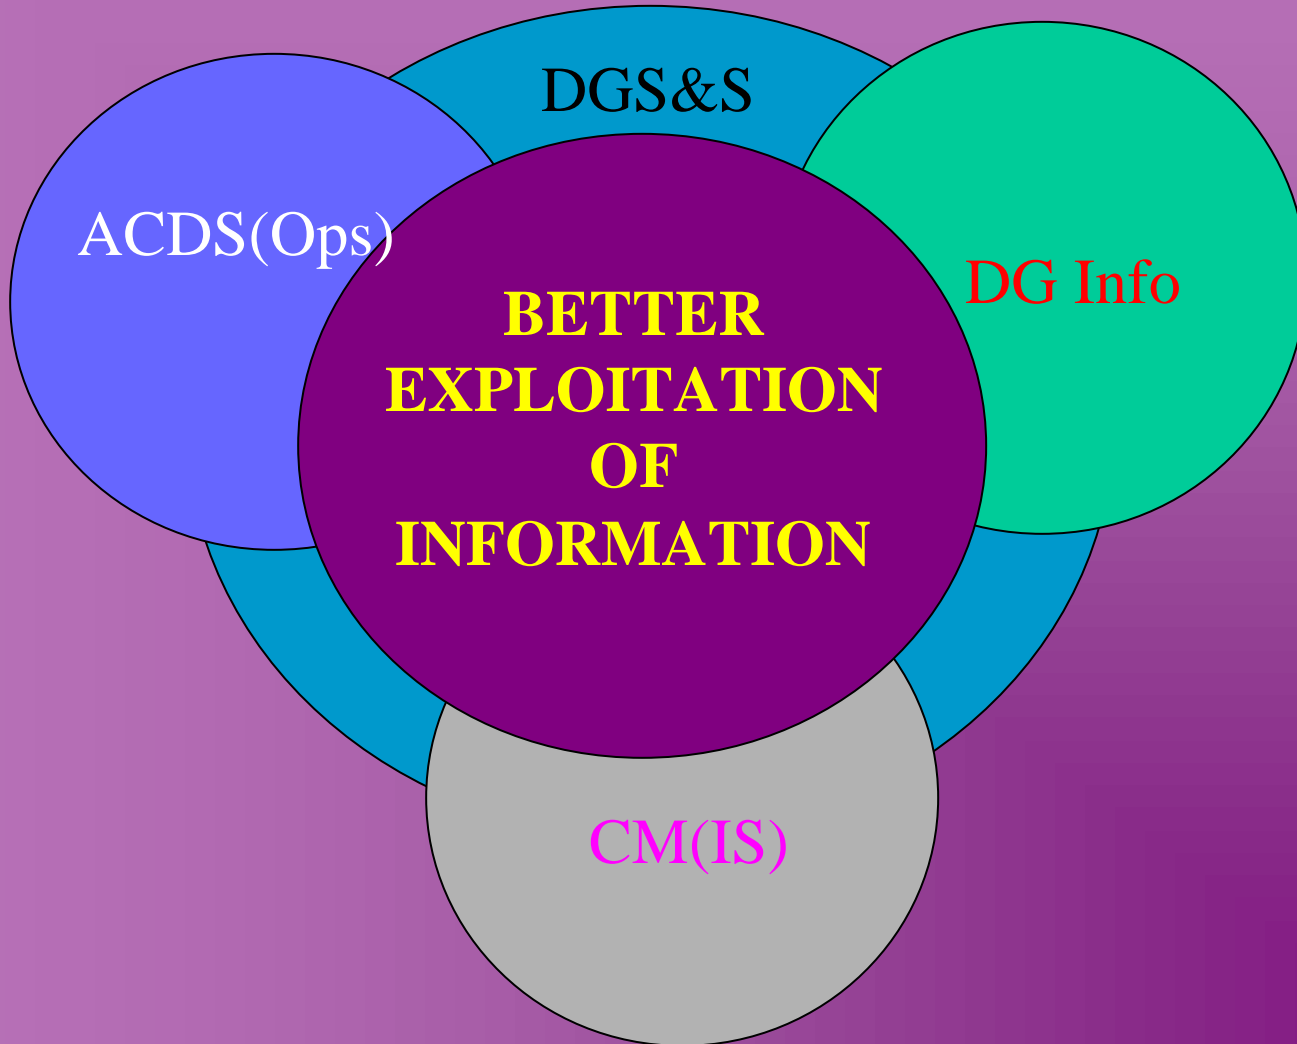 DGS&S
ACDS(Ops)
DG Info
BETTER
EXPLOITATION
OF
INFORMATION
CM(IS)